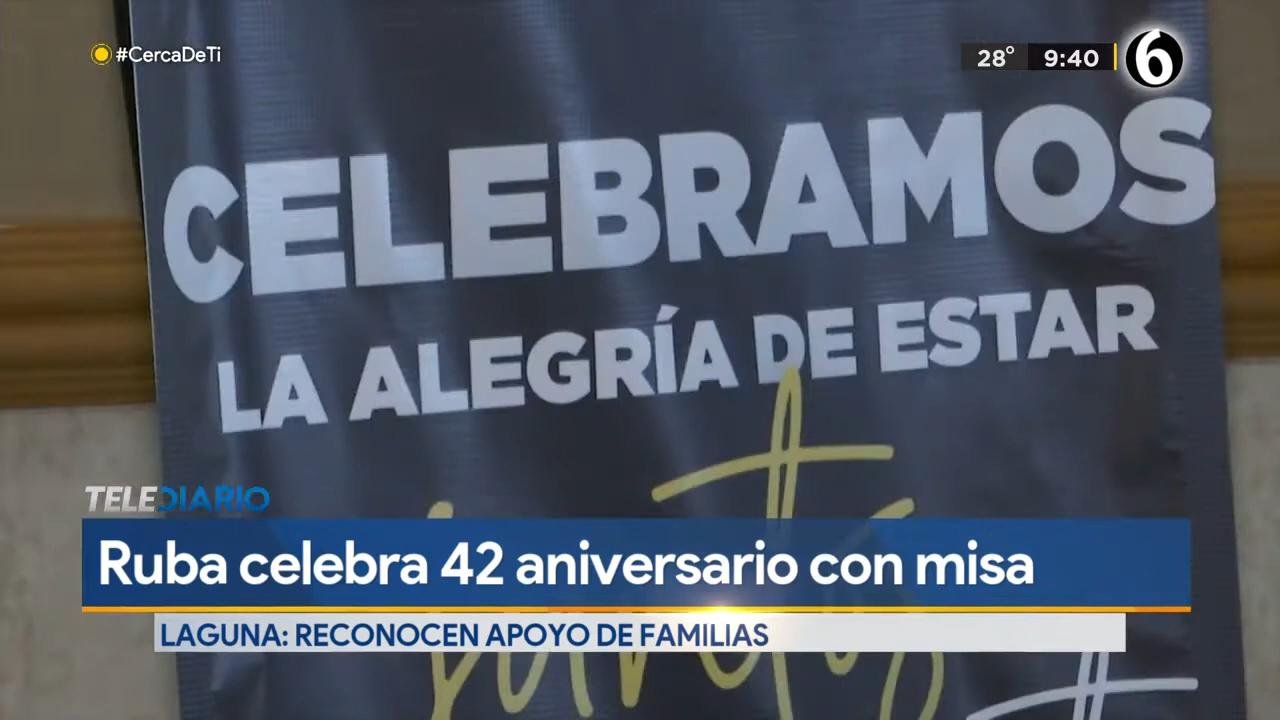 #CercaDeTi
28° 9:40 6
CELEBRAMOS
LA ALEGRÍA DE ESTAR
TELEDIARIO
Ruba celebra 42 aniversario con misa
LAGUNA: RECONOCEN APOYO DE FAMILIAS